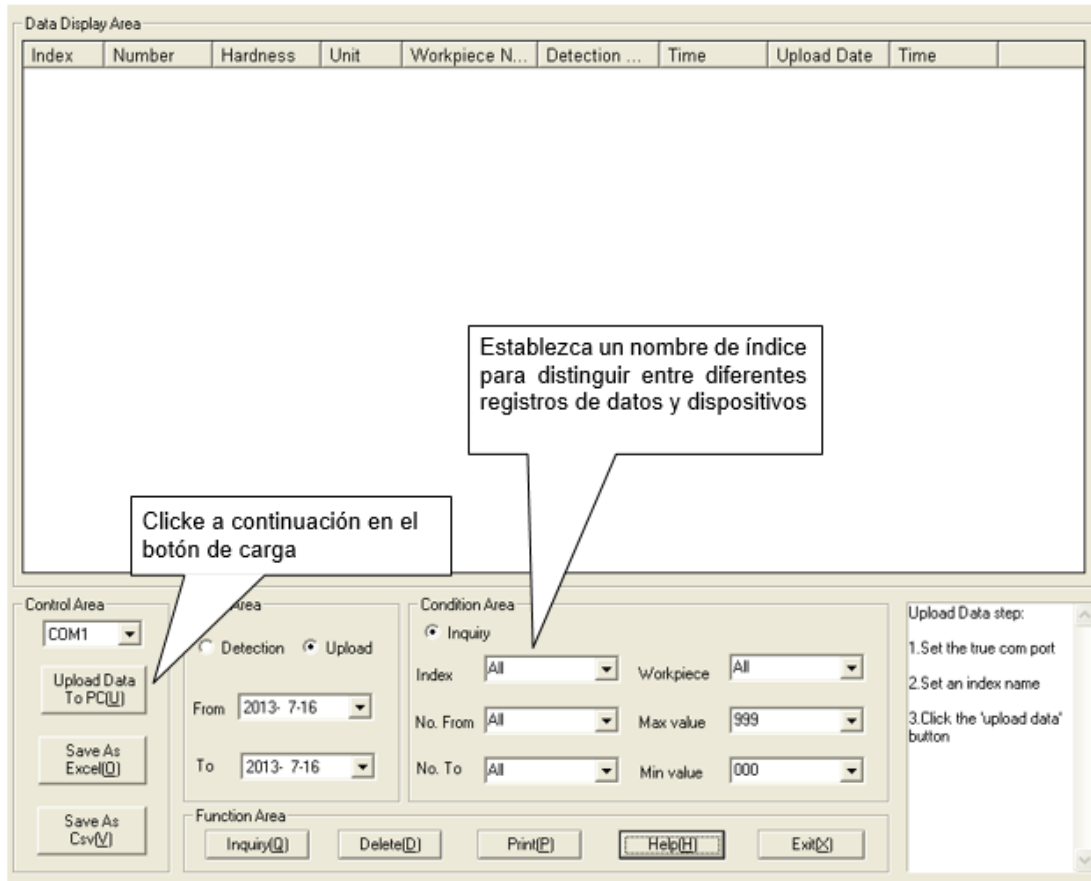 Data Display Area
Index Number Hardness Unit Workpiece N... Detection ... Time Upload Date Time
Establezca un nombre de índice
para distinguir entre diferentes
registros de datos y dispositivos
Clicke a continuación en el
botón de carga
Control Area
COM1
Upload Data
To PC(U)
Save As
Excel(O)
Save As
Csv(V)
Area
Detection Upload
From 2013- 7-16
To 2013- 7-16
Condition Area
Inquiry
Index All Workpiece All
No. From All Max value 999
No. To All Min value 000
Function Area
Inquiry(Q) Delete(D) Print(P) Help(H) Exit(X)
Upload Data step:
1.Set the true com port
2.Set an index name
3.Click the 'upload data'
button